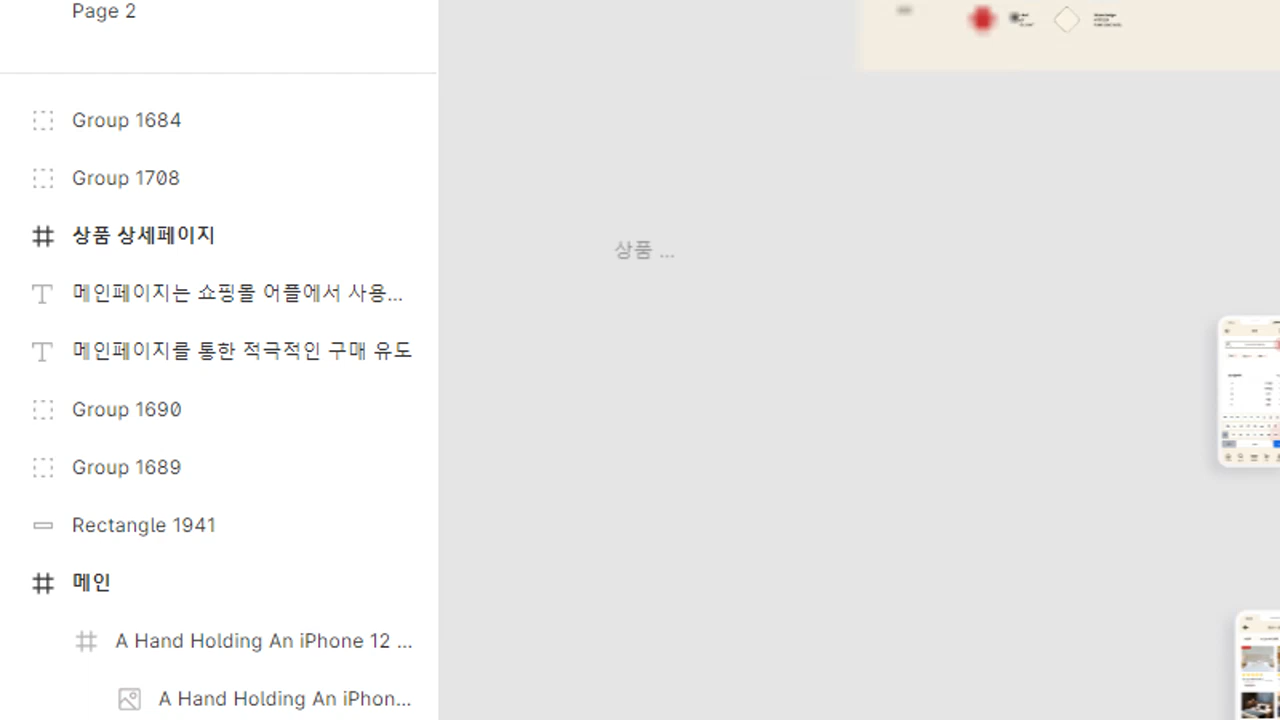 Page 2
Group 1684
Group 1708
상품 상세페이지
메인페이지는 쇼핑몰 어플에서 사용...
메인페이지를 통한 적극적인 구매 유도
Group 1690
Group 1689
Rectangle 1941
메인
A Hand Holding An iPhone 12 ...
A Hand Holding An iPhon...
상품 ...